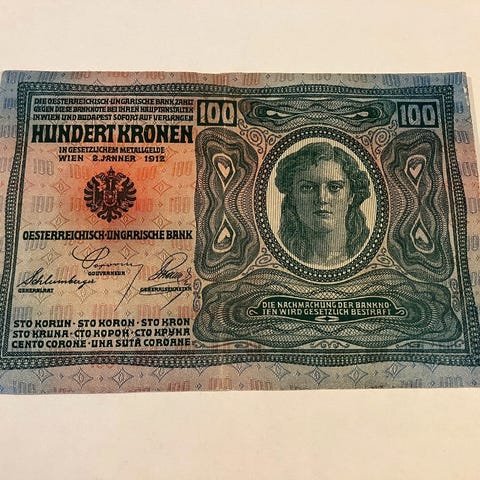 DIE OESTERREICHISCH-UNGARISCHE BANK ZAHLT
GEGEN DIESE BANKNOTE BEI IHREN HAUPTANSTALTEN
IN WIEN UND BUDAPEST SOFORT AUF VERLANGEN
HUNDERT KRONEN
IN GESETZLICHEM METALLGELDE
WIEN 2. JÄNNER 1912
OESTERREICHISCH-UNGARISCHE BANK
GOUVERNEUR
Schlumberger
GENERALRAT
GENERALSEKRETÄR
STO KORUN · STO KORON · STO KRON
STO KRUNA · СТО КОРОК · СТО КРУНА
CENTO CORONE · UNA SUTĂ COROANE
100
100
DIE NACHMACHUNG DER BANKNO-
TEN WIRD GESETZLICH BESTRAFT